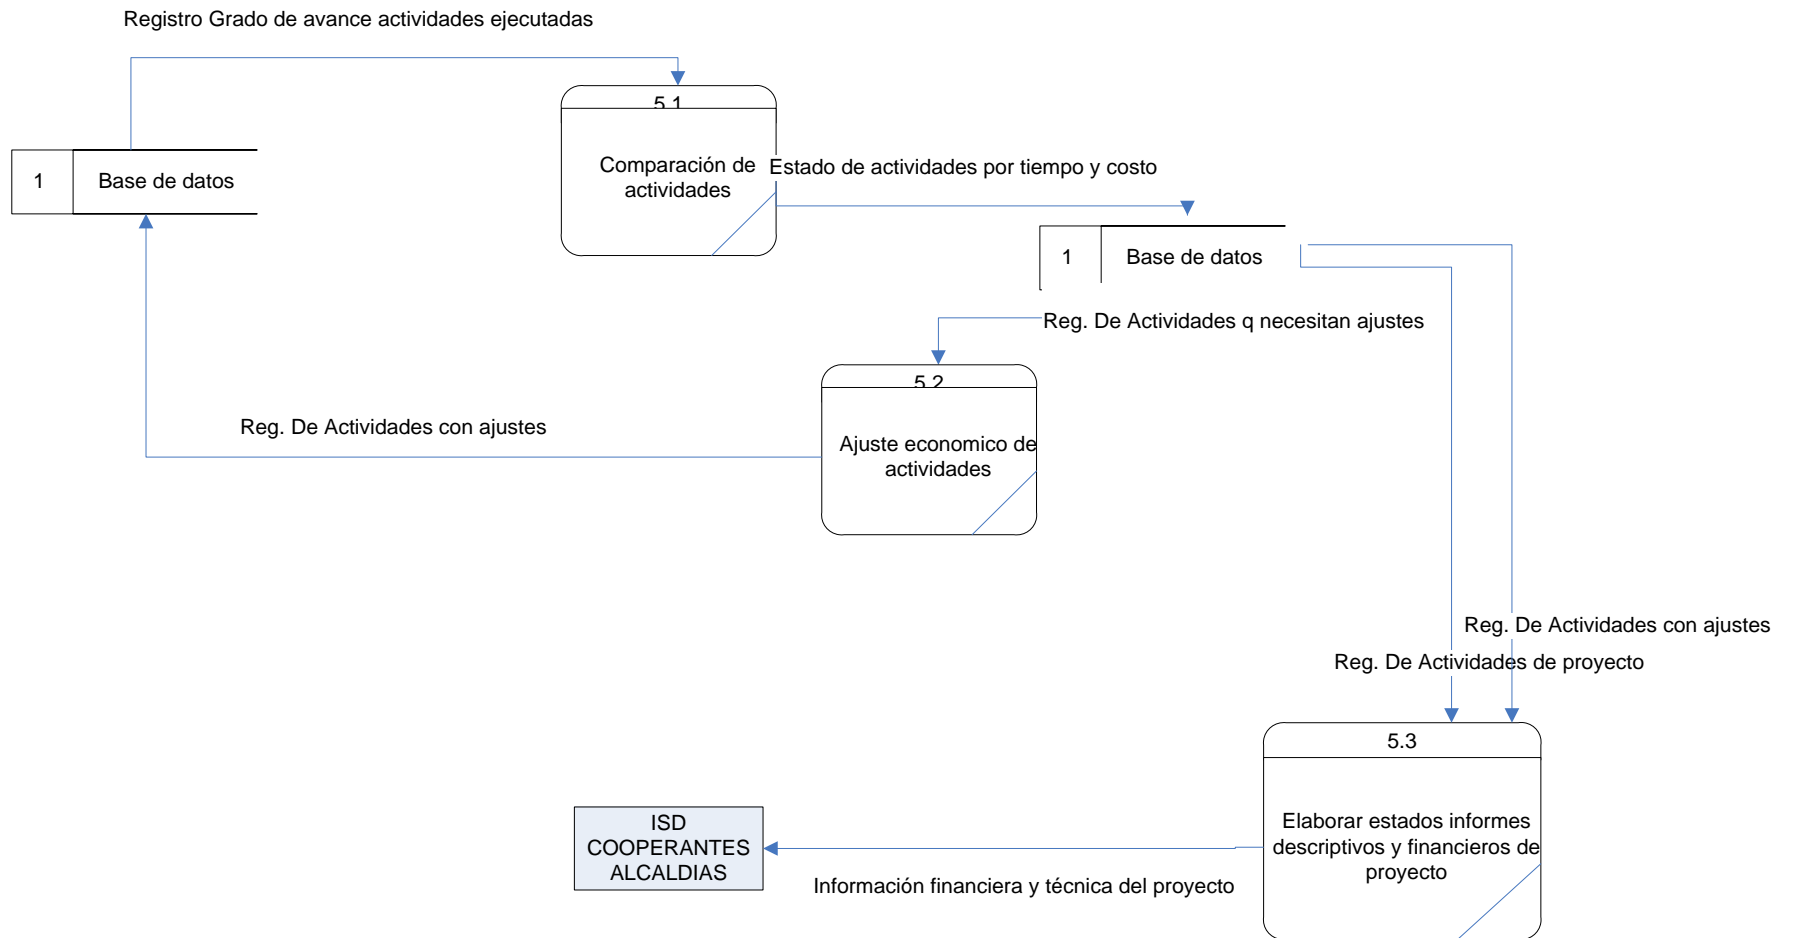 Registro Grado de avance actividades ejecutadas
5.1
Comparación de
actividades
1
Base de datos
Estado de actividades por tiempo y costo
1
Base de datos
Reg. De Actividades q necesitan ajustes
5.2
Ajuste economico de
actividades
Reg. De Actividades con ajustes
Reg. De Actividades con ajustes
Reg. De Actividades de proyecto
5.3
Elaborar estados informes
descriptivos y financieros de
proyecto
ISD
COOPERANTES
ALCALDIAS
Información financiera y técnica del proyecto